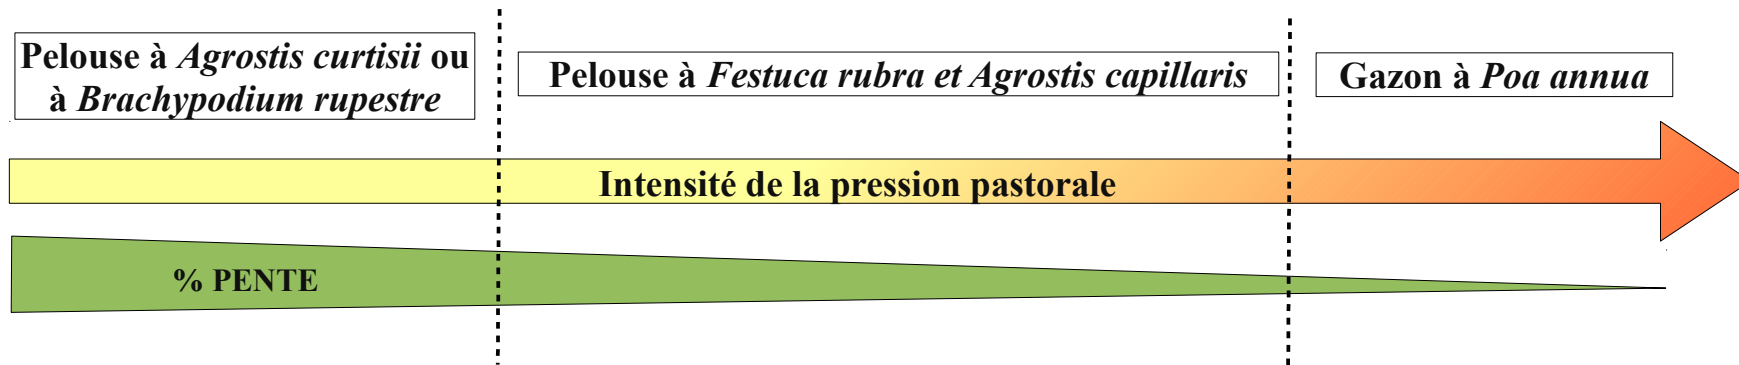 Pelouse à Agrostis curtisii ou
à Brachypodium rupestre
Pelouse à Festuca rubra et Agrostis capillaris
Gazon à Poa annua
Intensité de la pression pastorale
% PENTE